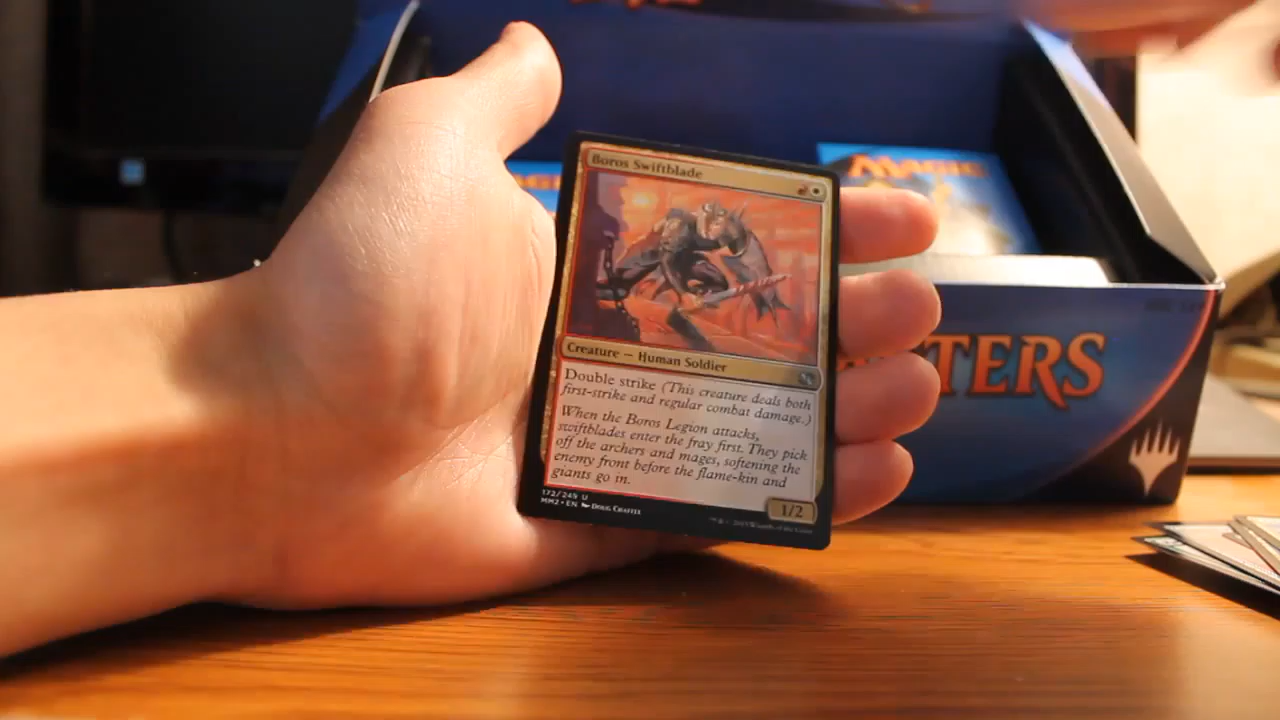 MAGIC
Boros Swiftblade
TERS
Creature — Human Soldier
Double strike (This creature deals both
first-strike and regular combat damage.)
When the Boros Legion attacks,
swiftblades enter the fray first. They pick
off the archers and mages, softening the
enemy front before the flame-kin and
giants go in.
1/2
172/249 U
MM2 • EN Doug Chaffee